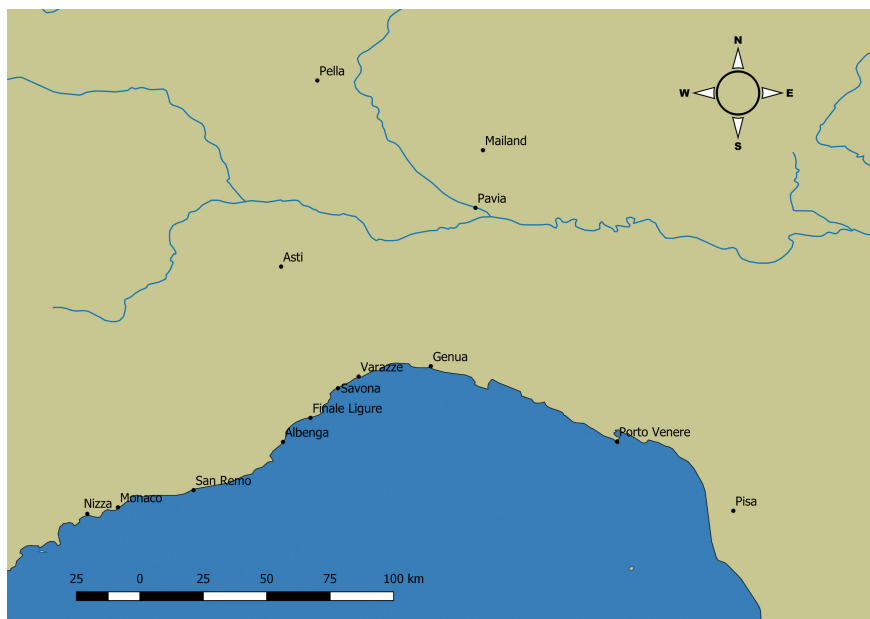 N
W
E
S
Pella
Mailand
Pavia
Asti
Genua
Varazze
Savona
Finale Ligure
Albenga
Porto Venere
San Remo
Monaco
Nizza
Pisa
25 0 25 50 75 100 km